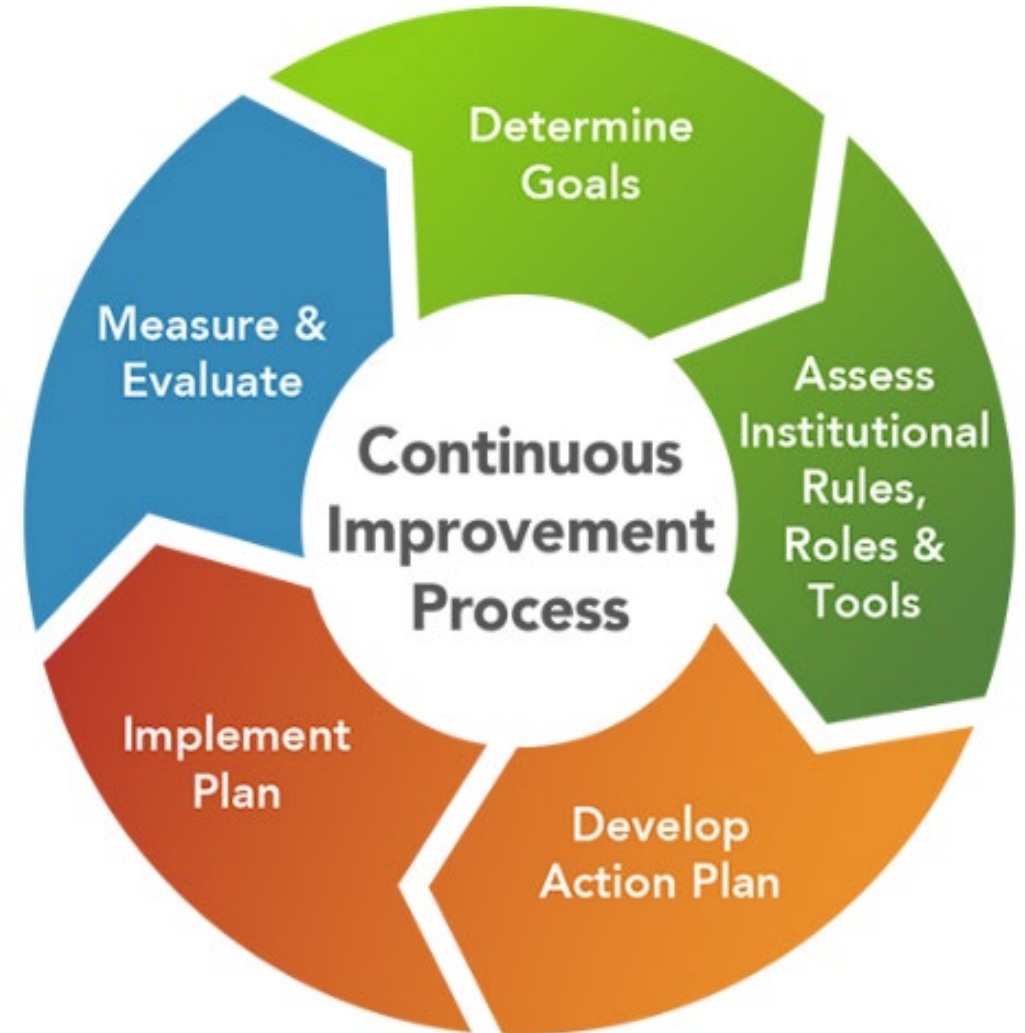 Determine
Goals
Assess
Institutional
Rules,
Roles &
Tools
Develop
Action Plan
Implement
Plan
Measure &
Evaluate
Continuous
Improvement
Process